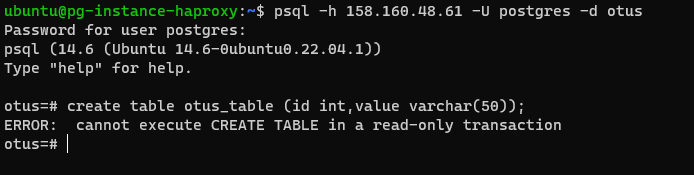 ubuntu@pg-instance-haproxy:~$ psql -h 158.160.48.61 -U postgres -d otus
Password for user postgres:
psql (14.6 (Ubuntu 14.6-0ubuntu0.22.04.1))
Type "help" for help.
otus=# create table otus_table (id int,value varchar(50));
ERROR:  cannot execute CREATE TABLE in a read-only transaction
otus=#